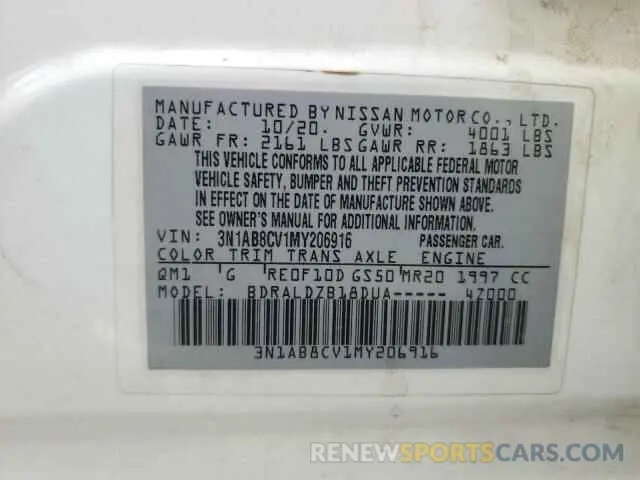 MANUFACTURED BY NISSAN MOTOR CO., LTD.
DATE: 10/20. GVWR: 4001 LBS
GAWR FR: 2161 LBS GAWR RR: 1863 LBS
THIS VEHICLE CONFORMS TO ALL APPLICABLE FEDERAL MOTOR
VEHICLE SAFETY, BUMPER AND THEFT PREVENTION STANDARDS
IN EFFECT ON THE DATE OF MANUFACTURE SHOWN ABOVE.
SEE OWNER'S MANUAL FOR ADDITIONAL INFORMATION.
VIN: 3N1AB8CV1MY206916 PASSENGER CAR.
COLOR TRIM TRANS AXLE ENGINE
QM1 G RE0F10D GS50 MR20 1997 CC
MODEL: BDRALDZB18DUA----- 4Z000
3N1AB8CV1MY206916
RENEWSPORTSCARS.COM